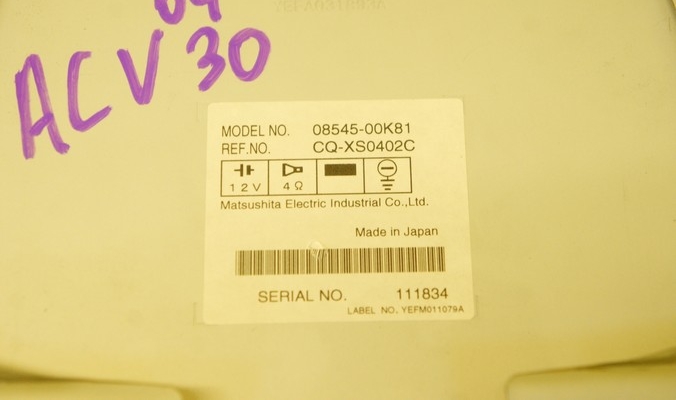 04
ACV30
MODEL NO. 08545-00K81
REF.NO. CQ-XS0402C
12V 4Ω
Matsushita Electric Industrial Co.,Ltd.
Made in Japan
SERIAL NO. 111834
LABEL NO. YEFM011079A